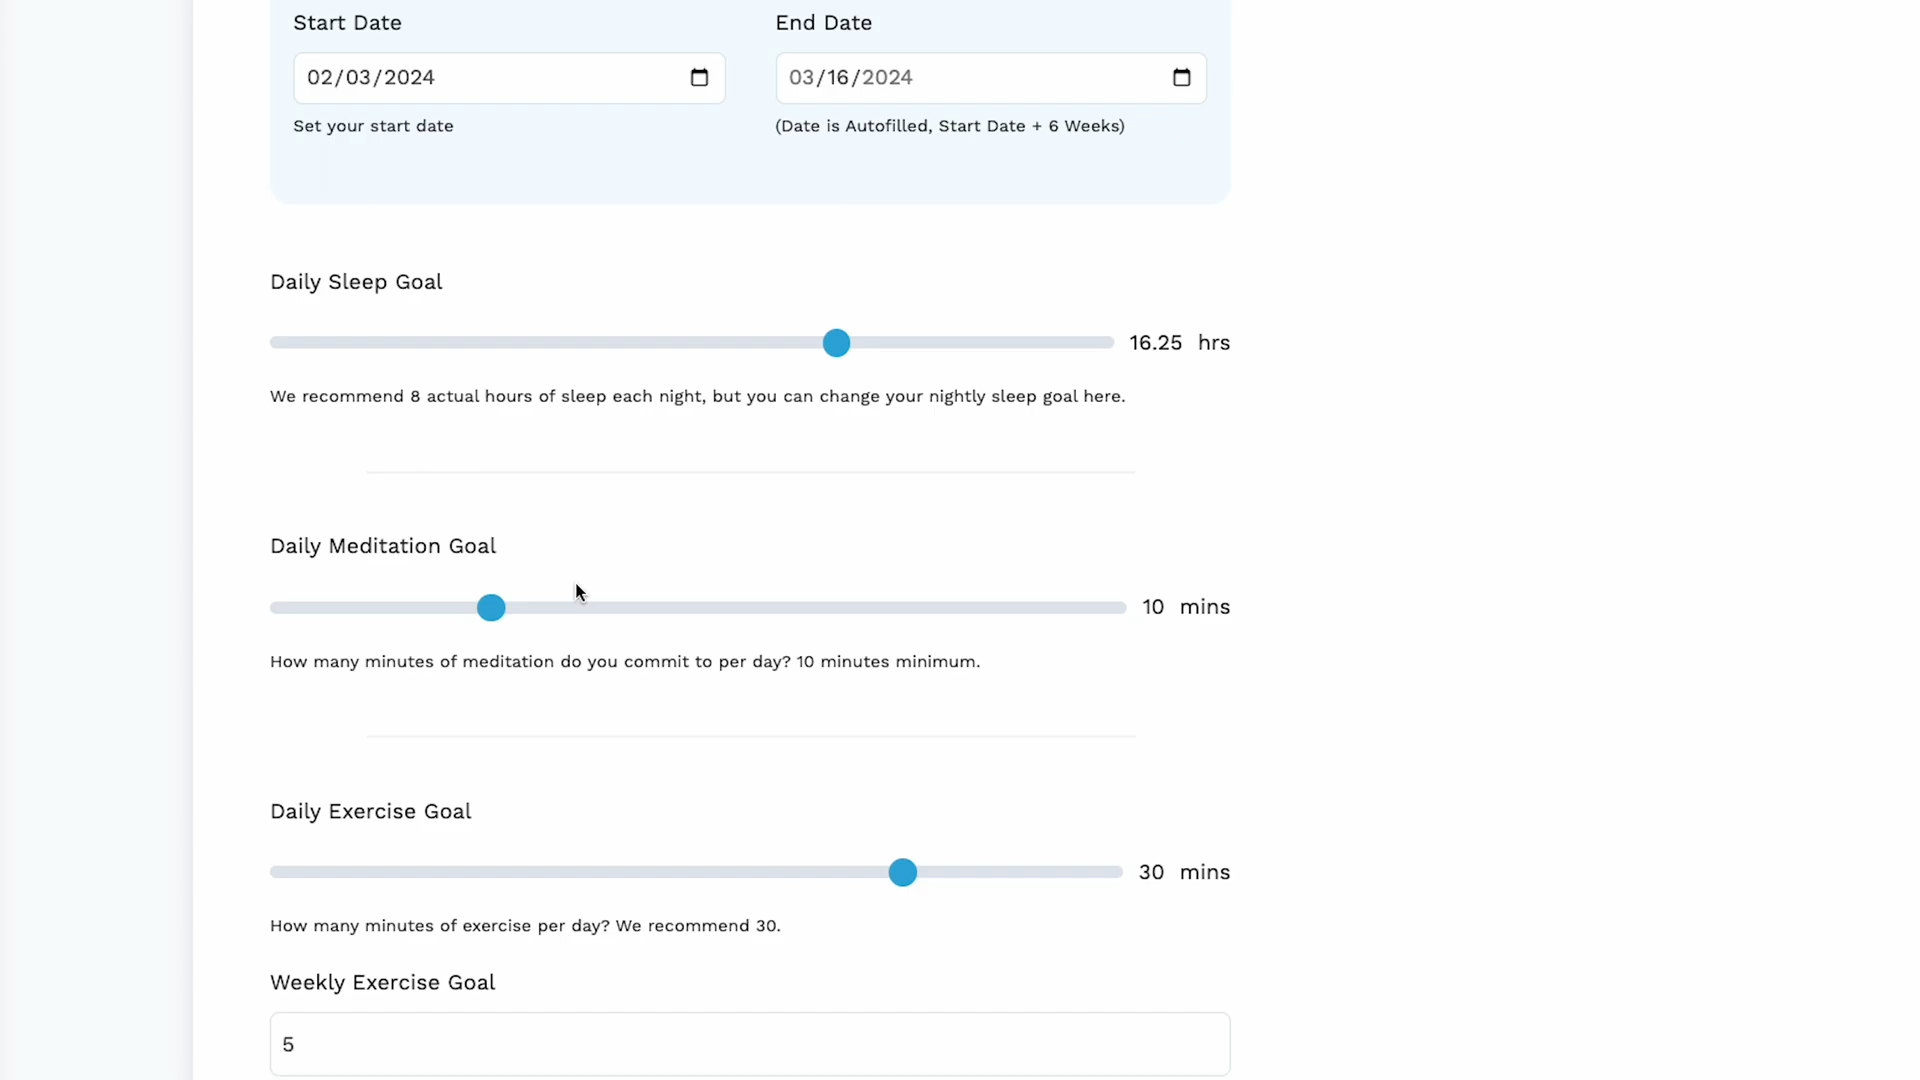 Start Date
End Date
02/03/2024
03/16/2024
Set your start date
(Date is Autofilled, Start Date + 6 Weeks)
Daily Sleep Goal
16.25 hrs
We recommend 8 actual hours of sleep each night, but you can change your nightly sleep goal here.
Daily Meditation Goal
10 mins
How many minutes of meditation do you commit to per day? 10 minutes minimum.
Daily Exercise Goal
30 mins
How many minutes of exercise per day? We recommend 30.
Weekly Exercise Goal
5